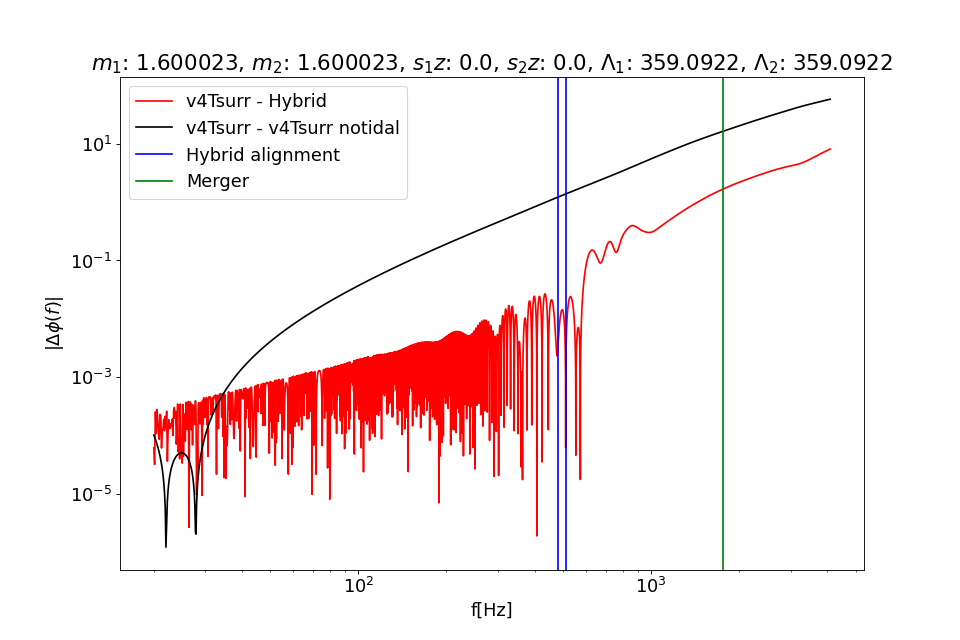 m₁: 1.600023, m₂: 1.600023, s₁z: 0.0, s₂z: 0.0, Λ₁: 359.0922, Λ₂: 359.0922
v4Tsurr - Hybrid
v4Tsurr - v4Tsurr notidal
Hybrid alignment
Merger
|Δϕ(f)|
10¹
10⁻¹
10⁻³
10⁻⁵
10²
10³
f[Hz]